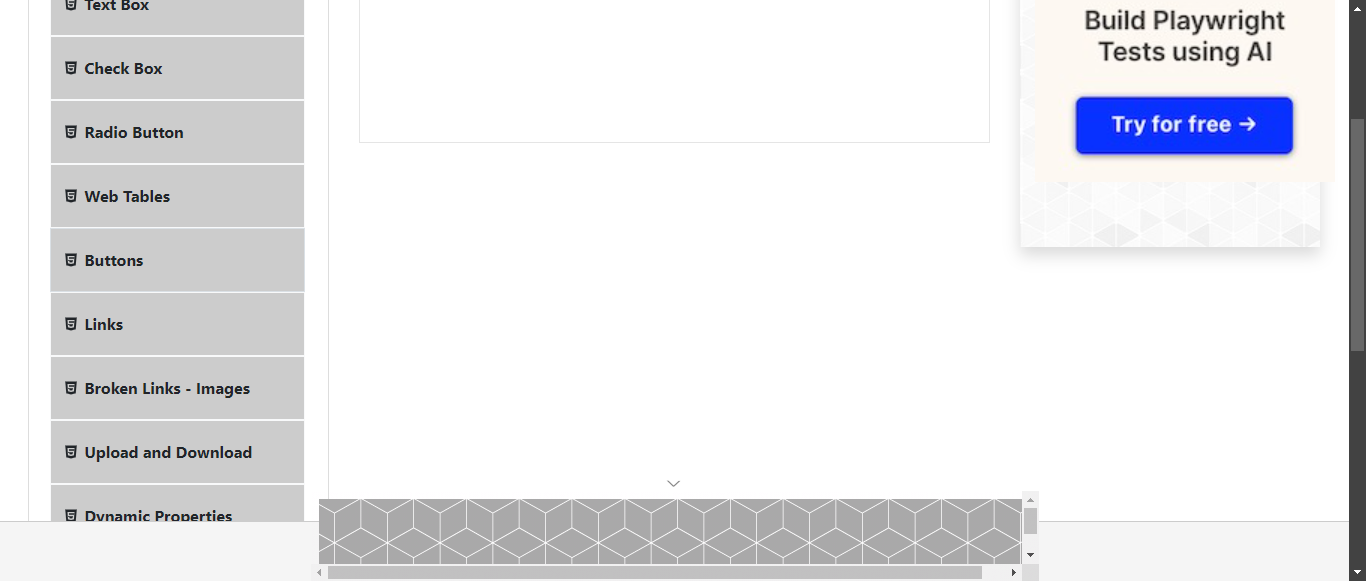 Text Box
Check Box
Radio Button
Web Tables
Buttons
Links
Broken Links - Images
Upload and Download
Dynamic Properties
Build Playwright
Tests using AI
Try for free →